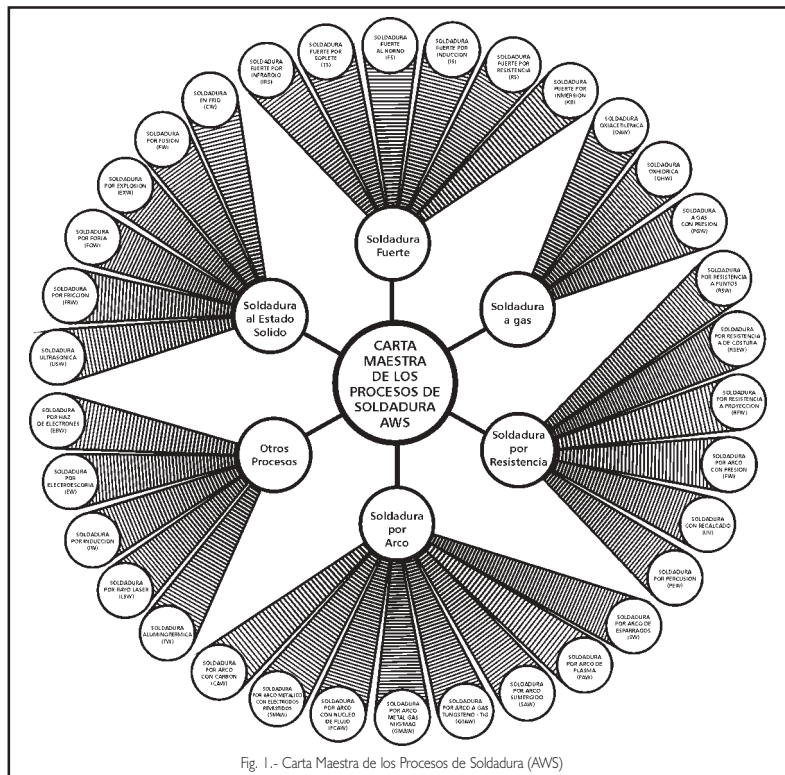 SOLDADURA
FUERTE POR
INFRARROJO
(IRS)
SOLDADURA
FUERTE POR
SOPLETE
(TS)
SOLDADURA
FUERTE
AL HORNO
(FS)
SOLDADURA
FUERTE POR
INDUCCION
(IS)
SOLDADURA
FUERTE POR
RESISTENCIA
(RS)
SOLDADURA
FUERTE POR
INMERSION
SOLDADURA
OXIACETILENICA
(OAW)
SOLDADURA
OXHIDRICA
(OHW)
SOLDADURA
A GAS
CON PRESION
(PGW)
SOLDADURA
EN FRIO
(CW)
SOLDADURA
POR FUSION
SOLDADURA
POR EXPLOSION
(EXW)
SOLDADURA
POR FORJA
(FOW)
SOLDADURA
POR FRICCION
(FRW)
SOLDADURA
ULTRASONICA
(USW)
Soldadura
Fuerte
Soldadura
a gas
Soldadura
al Estado
Solido
CARTA
MAESTRA
DE LOS
PROCESOS DE
SOLDADURA
AWS
Otros
Procesos
Soldadura
por
Resistencia
Soldadura
por
Arco
SOLDADURA
POR RESISTENCIA
A PUNTOS
(RSW)
SOLDADURA
POR RESISTENCIA
A DE COSTURA
(RSEW)
SOLDADURA
POR RESISTENCIA
A PROYECCION
SOLDADURA
POR ARCO
CON PRESION
(FW)
SOLDADURA
CON RECALCADO
SOLDADURA
POR PERCUSION
(PEW)
SOLDADURA
POR HAZ
DE ELECTRONES
(EBW)
SOLDADURA
POR
ELECTROESCORIA
(EW)
SOLDADURA
POR INDUCCION
(IW)
SOLDADURA
POR RAYO LASER
(LBW)
SOLDADURA
ALUMINOTERMICA
(TW)
SOLDADURA
POR ARCO
CON CARBON
(CAW)
SOLDADURA
POR ARCO METALICO
CON ELECTRODOS
REVESTIDOS
(SMAW)
SOLDADURA
POR ARCO
CON NUCLEO
DE FLUJO
(FCAW)
SOLDADURA
POR ARCO
METAL GAS
MIG/MAG
(GMAW)
SOLDADURA
POR ARCO A GAS
TUNGSTENO - TIG
(GTAW)
SOLDADURA
POR ARCO
SUMERGIDO
(SAW)
SOLDADURA
POR ARCO DE
PLASMA
(PAW)
SOLDADURA
POR ARCO DE
ESPARRAGOS
(SW)
Fig. 1.- Carta Maestra de los Procesos de Soldadura (AWS)